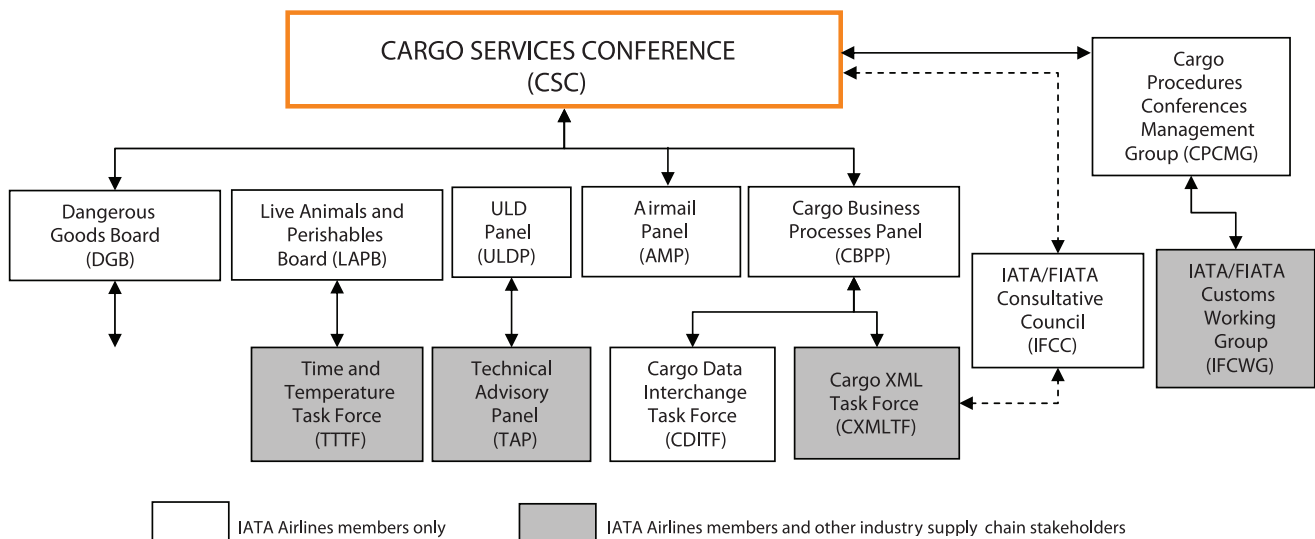 CARGO SERVICES CONFERENCE
(CSC)
Cargo
Procedures
Conferences
Management
Group (CPCMG)
Dangerous
Goods Board
(DGB)
Live Animals and
Perishables
Board (LAPB)
ULD
Panel
(ULDP)
Airmail
Panel
(AMP)
Cargo Business
Processes Panel
(CBPP)
IATA/FIATA
Consultative
Council
(IFCC)
IATA/FIATA
Customs
Working
Group
(IFCWG)
Time and
Temperature
Task Force
(TTTF)
Technical
Advisory
Panel
(TAP)
Cargo Data
Interchange
Task Force
(CDITF)
Cargo XML
Task Force
(CXMLTF)
IATA Airlines members only
IATA Airlines members and other industry supply chain stakeholders